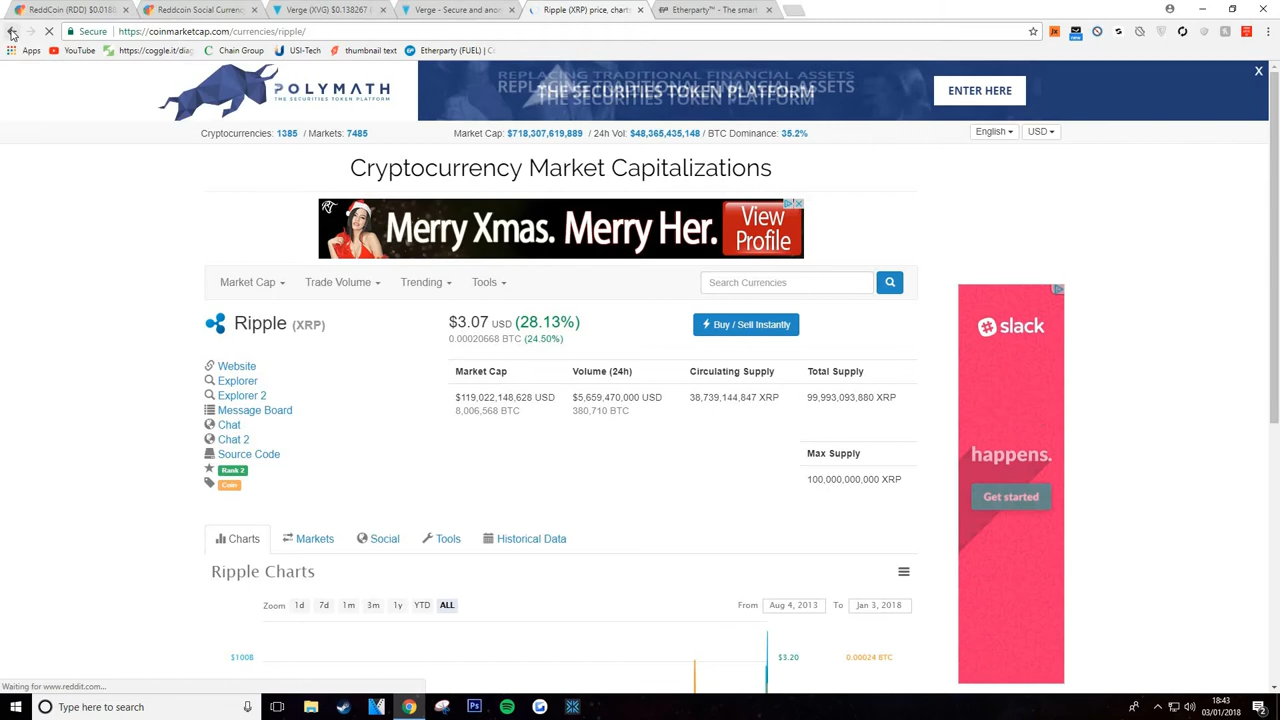 ReddCoin (RDD) $0.0188
Reddcoin Social Currency
Verge (XVG) $0.138267
Verge - Secure and anon
Ripple (XRP) price, charts
Etherparty™ - The smart
Secure
https://coinmarketcap.com/currencies/ripple/
Apps YouTube https://coggle.it/diag Chain Group USI-Tech thumbnail text Etherparty (FUEL)
POLYMATH
THE SECURITIES TOKEN PLATFORM
REPLACING TRADITIONAL FINANCIAL ASSETS
THE SECURITIES TOKEN PLATFORM
ENTER HERE
X
Cryptocurrencies: 1385 / Markets: 7485
Market Cap: $718,307,619,889 / 24h Vol: $48,365,435,148 / BTC Dominance: 35.2%
English
USD
Cryptocurrency Market Capitalizations
Merry Xmas. Merry Her.
View
Profile
Market Cap Trade Volume Trending Tools
Search Currencies
Ripple (XRP)
$3.07 USD (28.13%)
0.00020668 BTC (24.50%)
Buy / Sell Instantly
Website
Explorer
Explorer 2
Message Board
Chat
Chat 2
Source Code
Rank 2
Coin
Market Cap
$119,022,148,628 USD
8,006,568 BTC
Volume (24h)
$5,659,470,000 USD
380,710 BTC
Circulating Supply
38,739,144,847 XRP
Total Supply
99,993,093,880 XRP
Max Supply
100,000,000,000 XRP
slack
happens.
Get started
Charts Markets Social Tools Historical Data
Ripple Charts
Zoom 1d 7d 1m 3m 1y YTD ALL
From Aug 4, 2013 To Jan 3, 2018
$100B
$3.20
0.00024 BTC
Waiting for www.reddit.com...
Type here to search
18:43
03/01/2018